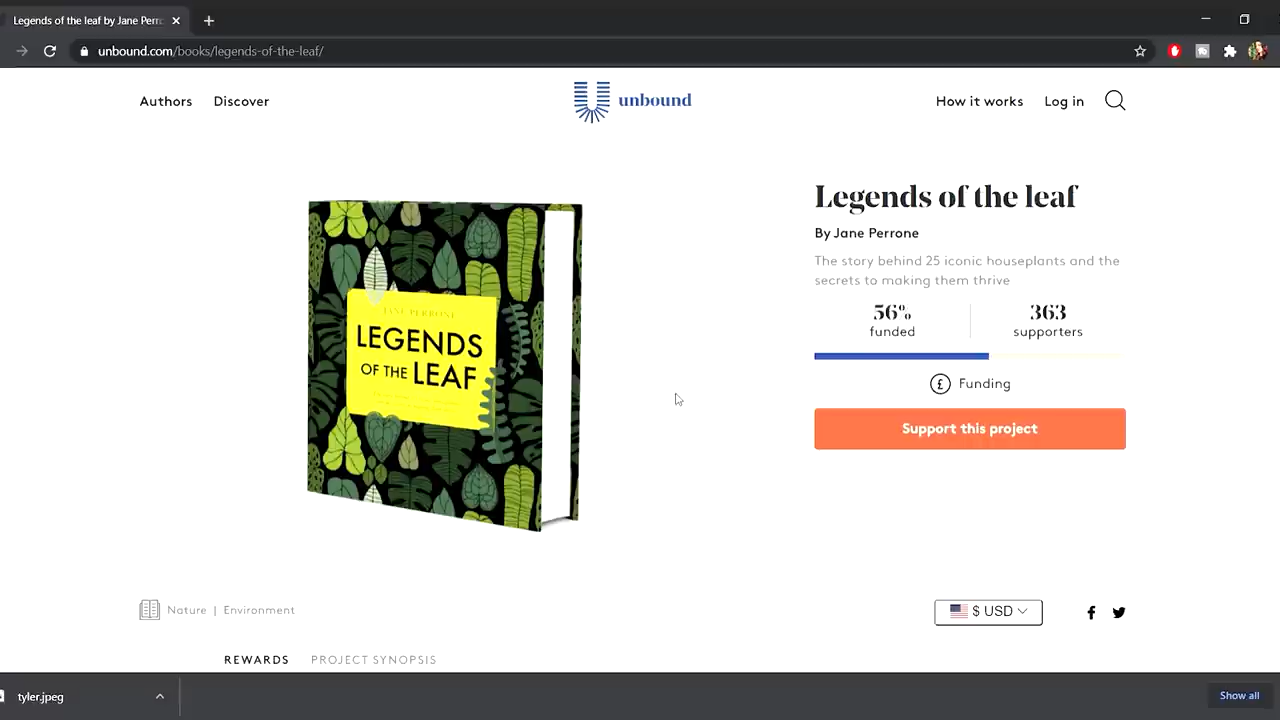 Legends of the leaf by Jane Perr
unbound.com/books/legends-of-the-leaf/
Authors
Discover
unbound
How it works
Log in
Legends of the leaf
By Jane Perrone
The story behind 25 iconic houseplants and the
secrets to making them thrive
56%
funded
363
supporters
£ Funding
Support this project
JANE PERRONE
LEGENDS
OF THE LEAF
Nature | Environment
$ USD
REWARDS
PROJECT SYNOPSIS
tyler.jpeg
Show all